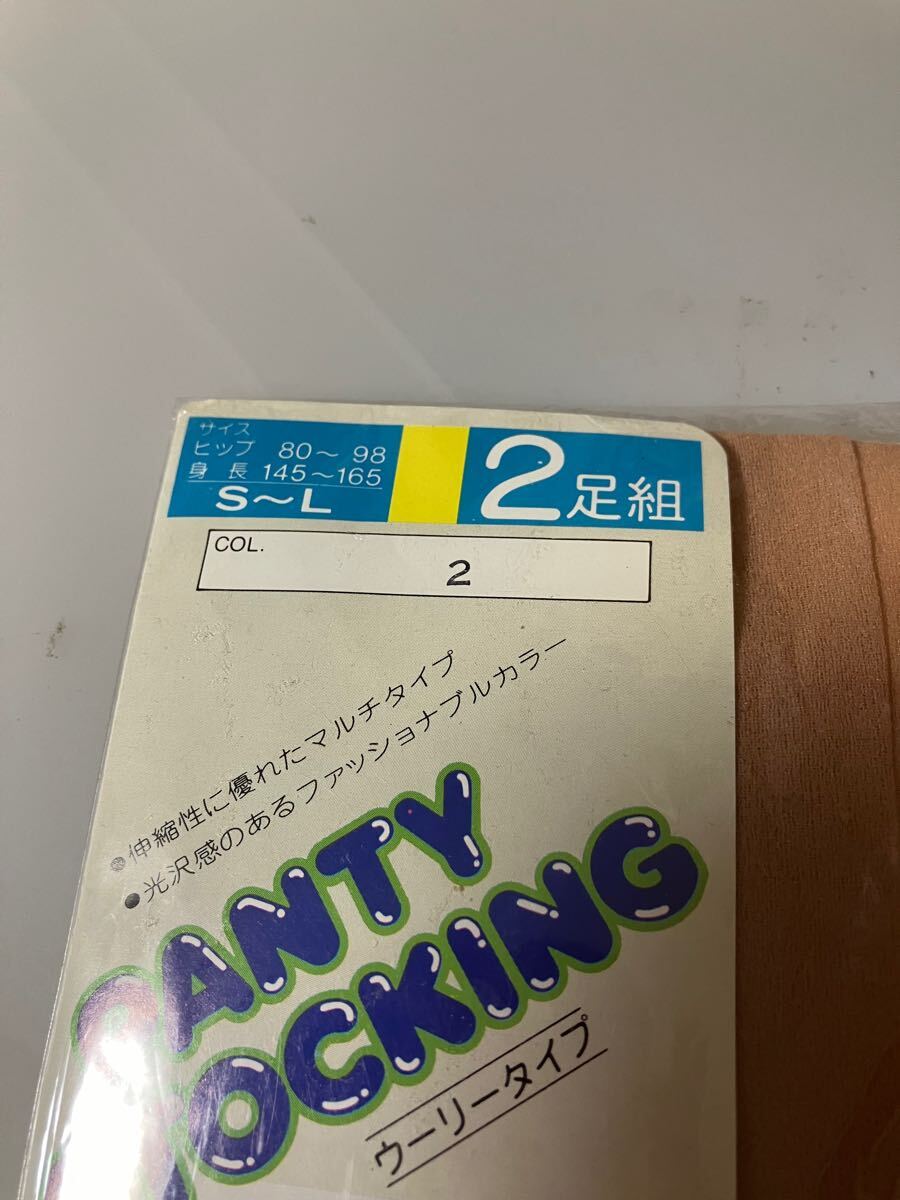 サイズ
ヒップ 80～98
身長 145～165
S～L
2足組
COL.
2
●伸縮性に優れたマルチタイプ
●光沢感のあるファッショナブルカラー
PANTY
STOCKING
ウーリータイプ